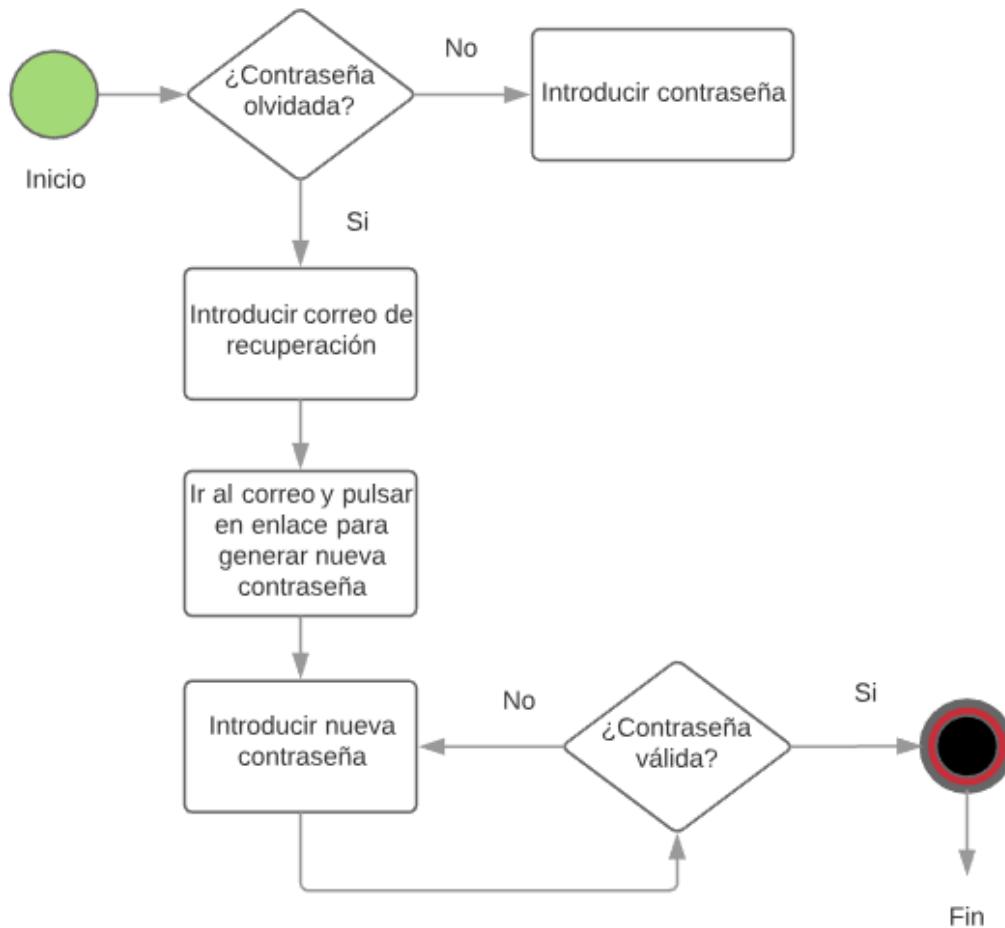 No
¿Contraseña
olvidada?
Introducir contraseña
Inicio
Si
Introducir correo de
recuperación
Ir al correo y pulsar
en enlace para
generar nueva
contraseña
Introducir nueva
contraseña
No
¿Contraseña
válida?
Si
Fin